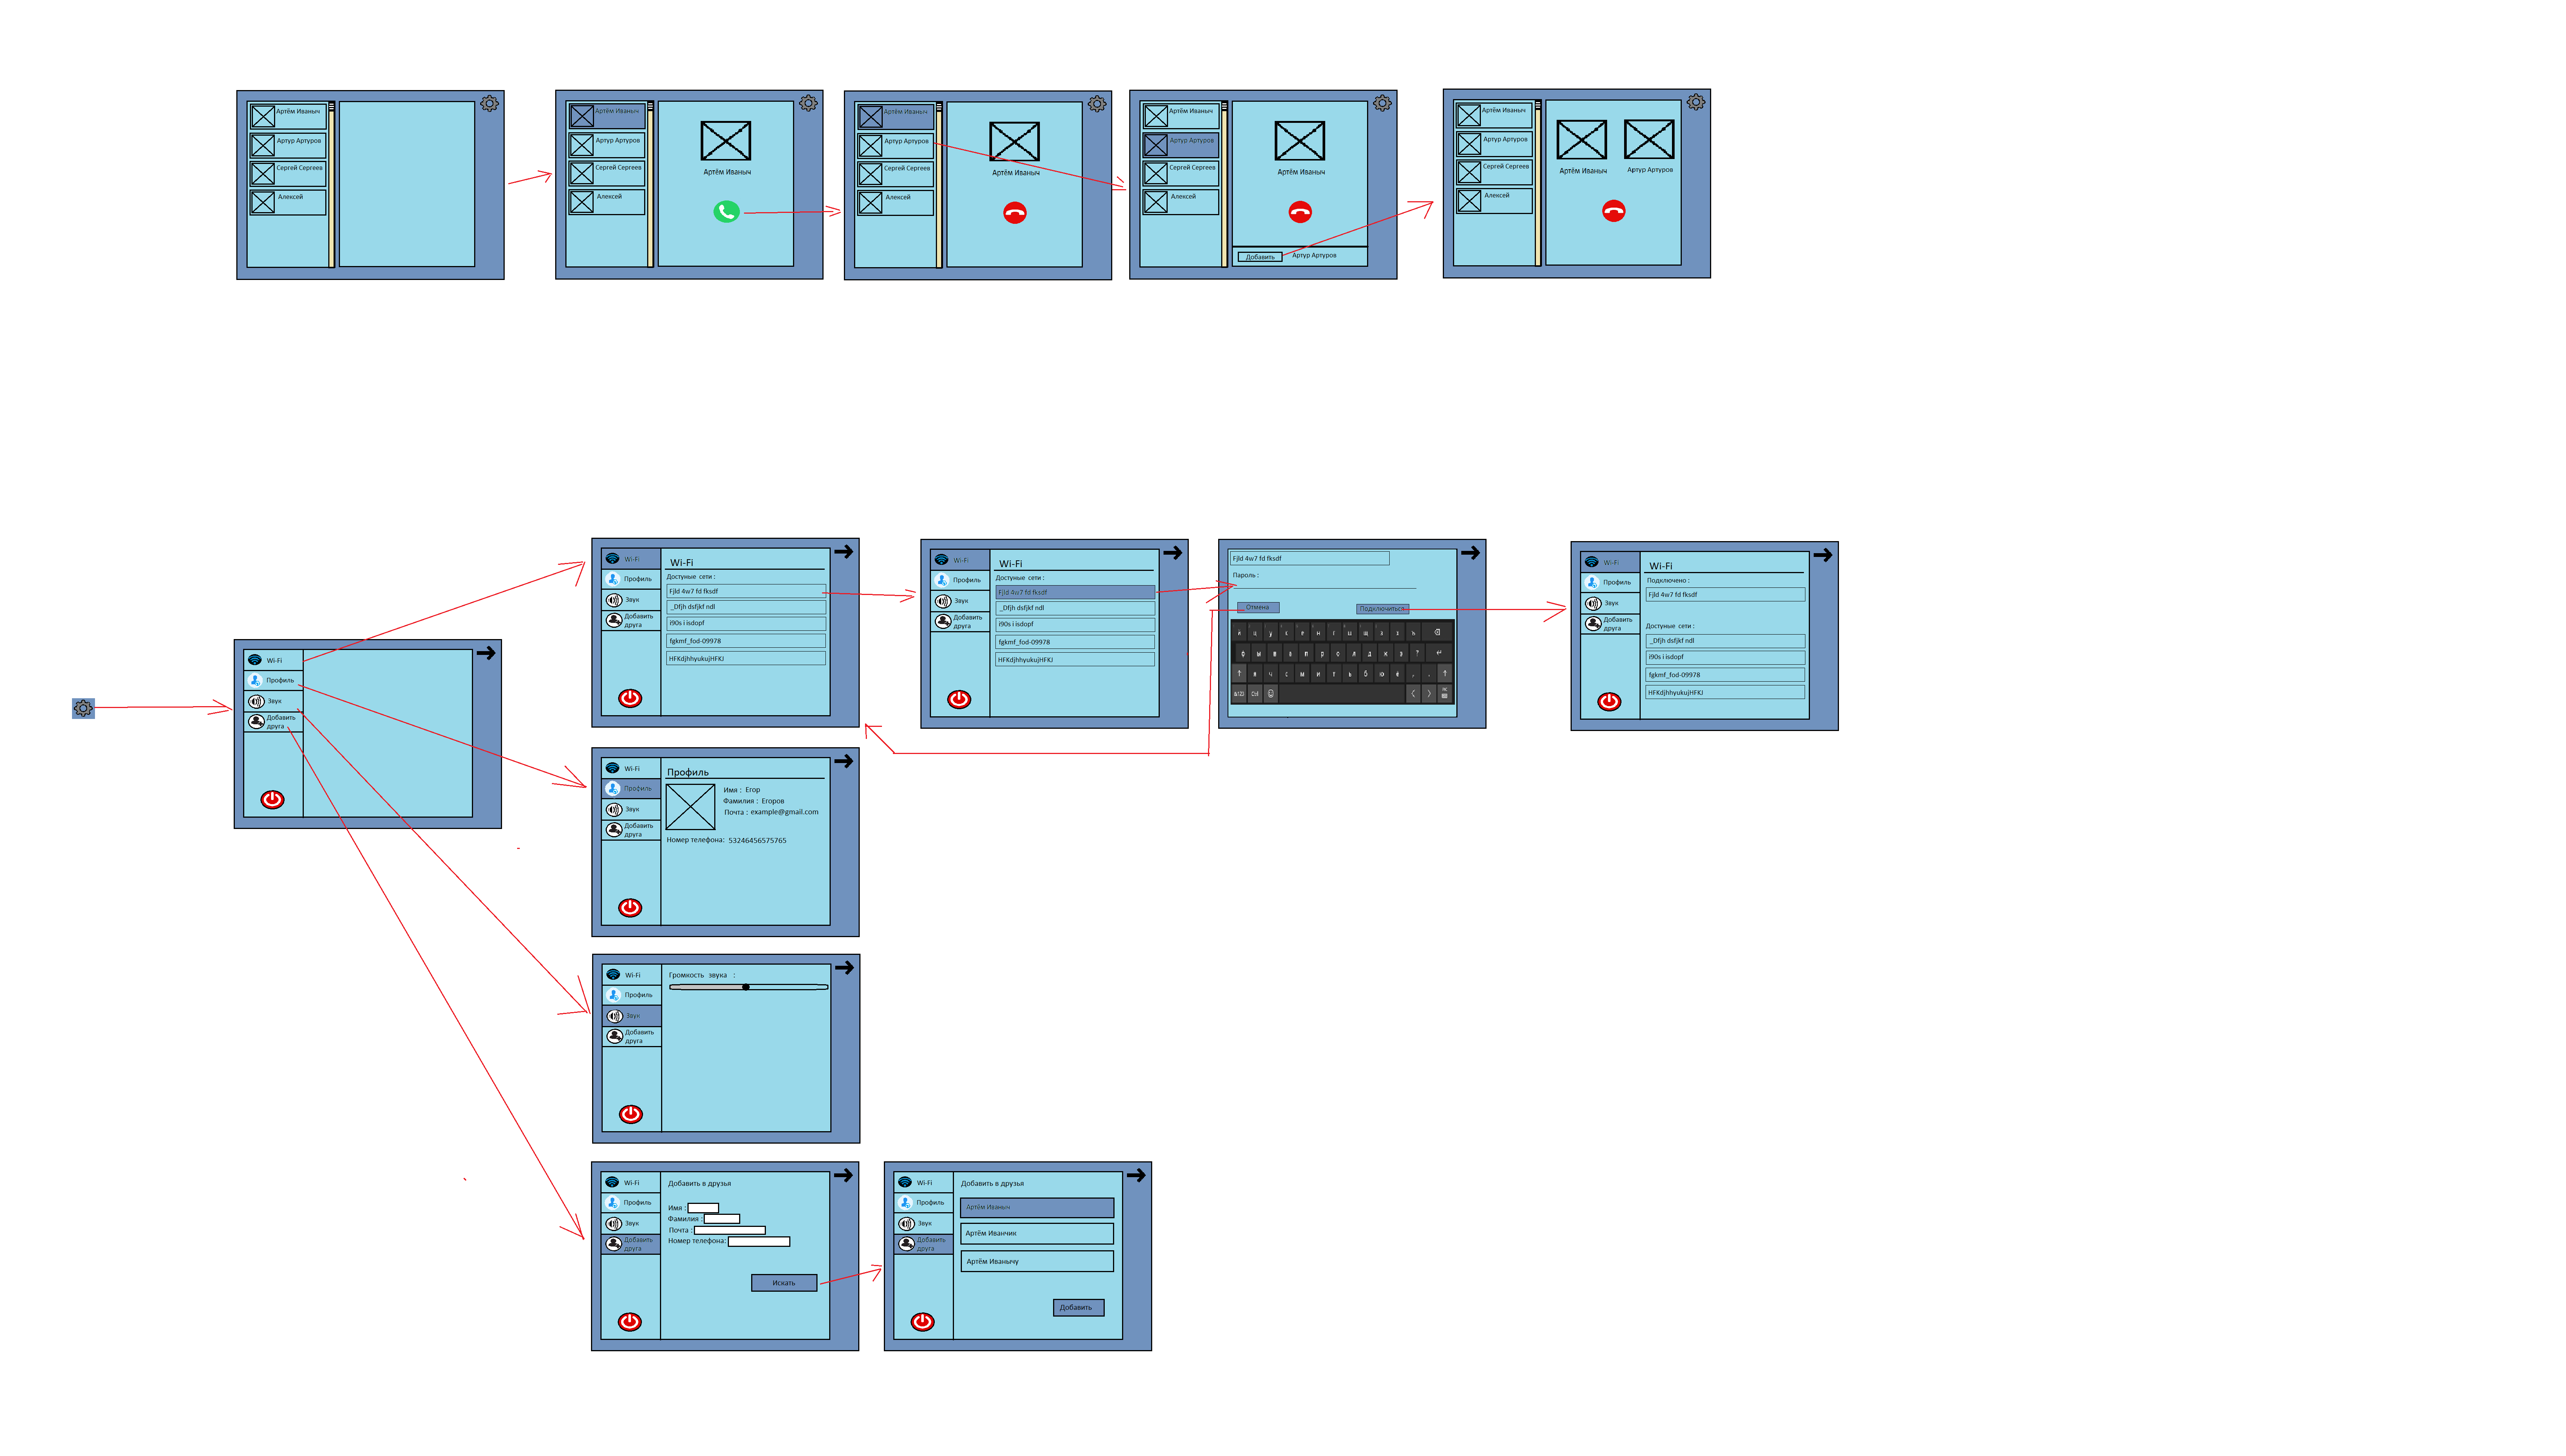 Артём Иваныч
Артур Артуров
Сергей Сергеев
Алексей
Артём Иваныч
Артур Артуров
Сергей Сергеев
Алексей
Артём Иваныч
Артём Иваныч
Артур Артуров
Сергей Сергеев
Алексей
Артём Иваныч
Артём Иваныч
Артур Артуров
Сергей Сергеев
Алексей
Артём Иваныч
Добавить
Артур Артуров
Артём Иваныч
Артур Артуров
Сергей Сергеев
Алексей
Артём Иваныч
Артур Артуров
Wi-Fi
Профиль
Звук
Добавить
друга
Wi-Fi
Профиль
Звук
Добавить
друга
Wi-Fi
Достуные сети :
Fjld 4w7 fd fksdf
_Dfjh dsfjkf ndl
i90s i isdopf
fgkmf_fod-09978
HFKdjhhyukujHFKJ
Wi-Fi
Профиль
Звук
Добавить
друга
Wi-Fi
Достуные сети :
Fjld 4w7 fd fksdf
_Dfjh dsfjkf ndl
i90s i isdopf
fgkmf_fod-09978
HFKdjhhyukujHFKJ
Fjld 4w7 fd fksdf
Пароль :
Отмена
Подключиться
й ц у к е н г ш щ з х ъ
ф ы в а п р о л д ж э ?
я ч с м и т ь б ю ё , .
&123 Ctrl
Wi-Fi
Профиль
Звук
Добавить
друга
Wi-Fi
Подключено :
Fjld 4w7 fd fksdf
Достуные сети :
_Dfjh dsfjkf ndl
i90s i isdopf
fgkmf_fod-09978
HFKdjhhyukujHFKJ
Wi-Fi
Профиль
Звук
Добавить
друга
Профиль
Имя : Егор
Фамилия : Егоров
Почта : example@gmail.com
Номер телефона: 53246456575765
Wi-Fi
Профиль
Звук
Добавить
друга
Громкость звука :
Wi-Fi
Профиль
Звук
Добавить
друга
Добавить в друзья
Имя :
Фамилия :
Почта :
Номер телефона:
Искать
Wi-Fi
Профиль
Звук
Добавить
друга
Добавить в друзья
Артём Иваныч
Артём Иванчик
Артём Иванычу
Добавить